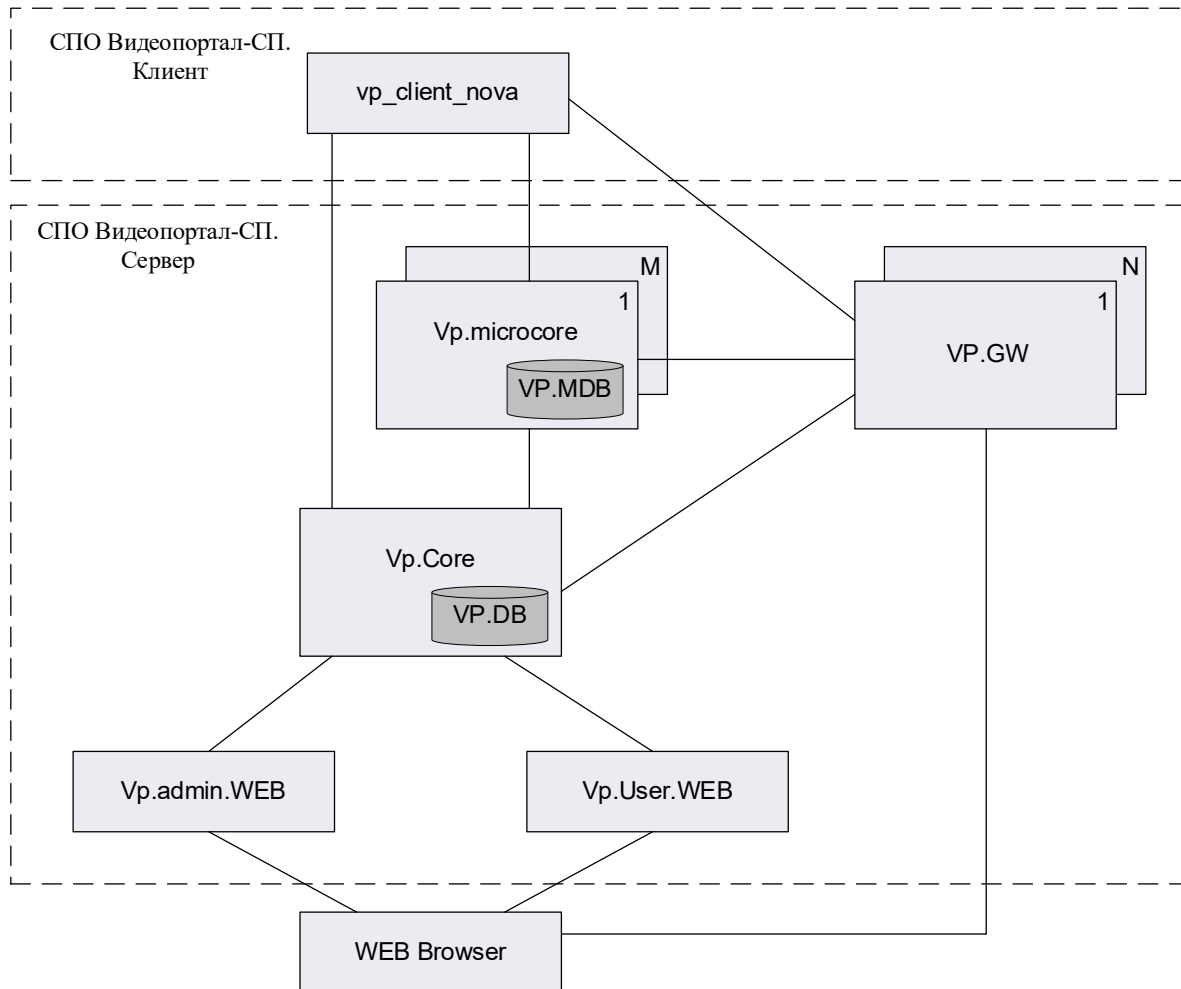 СПО Видеопортал-СП.
Клиент
vp_client_nova
СПО Видеопортал-СП.
Сервер
M
1
Vp.microcore
VP.MDB
N
1
VP.GW
Vp.Core
VP.DB
Vp.admin.WEB
Vp.User.WEB
WEB Browser